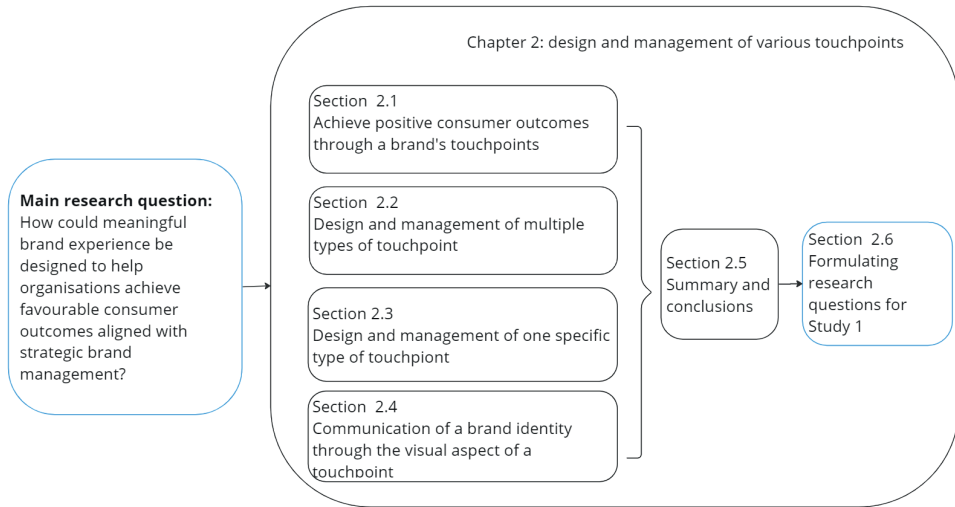 Chapter 2: design and management of various touchpoints
Main research question:
How could meaningful
brand experience be
designed to help
organisations achieve
favourable consumer
outcomes aligned with
strategic brand
management?
Section 2.1
Achieve positive consumer outcomes
through a brand's touchpoints
Section 2.2
Design and management of multiple
types of touchpoint
Section 2.3
Design and management of one specific
type of touchpiont
Section 2.4
Communication of a brand identity
through the visual aspect of a
touchpoint
Section 2.5
Summary and
conclusions
Section 2.6
Formulating
research
questions for
Study 1